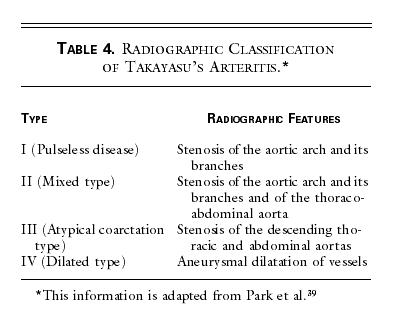 TABLE 4. RADIOGRAPHIC CLASSIFICATION
OF TAKAYASU'S ARTERITIS.*
TYPE RADIOGRAPHIC FEATURES
I (Pulseless disease) Stenosis of the aortic arch and its
branches
II (Mixed type) Stenosis of the aortic arch and its
branches and of the thoraco-
abdominal aorta
III (Atypical coarctation Stenosis of the descending tho-
type) racic and abdominal aortas
IV (Dilated type) Aneurysmal dilatation of vessels
*This information is adapted from Park et al.39